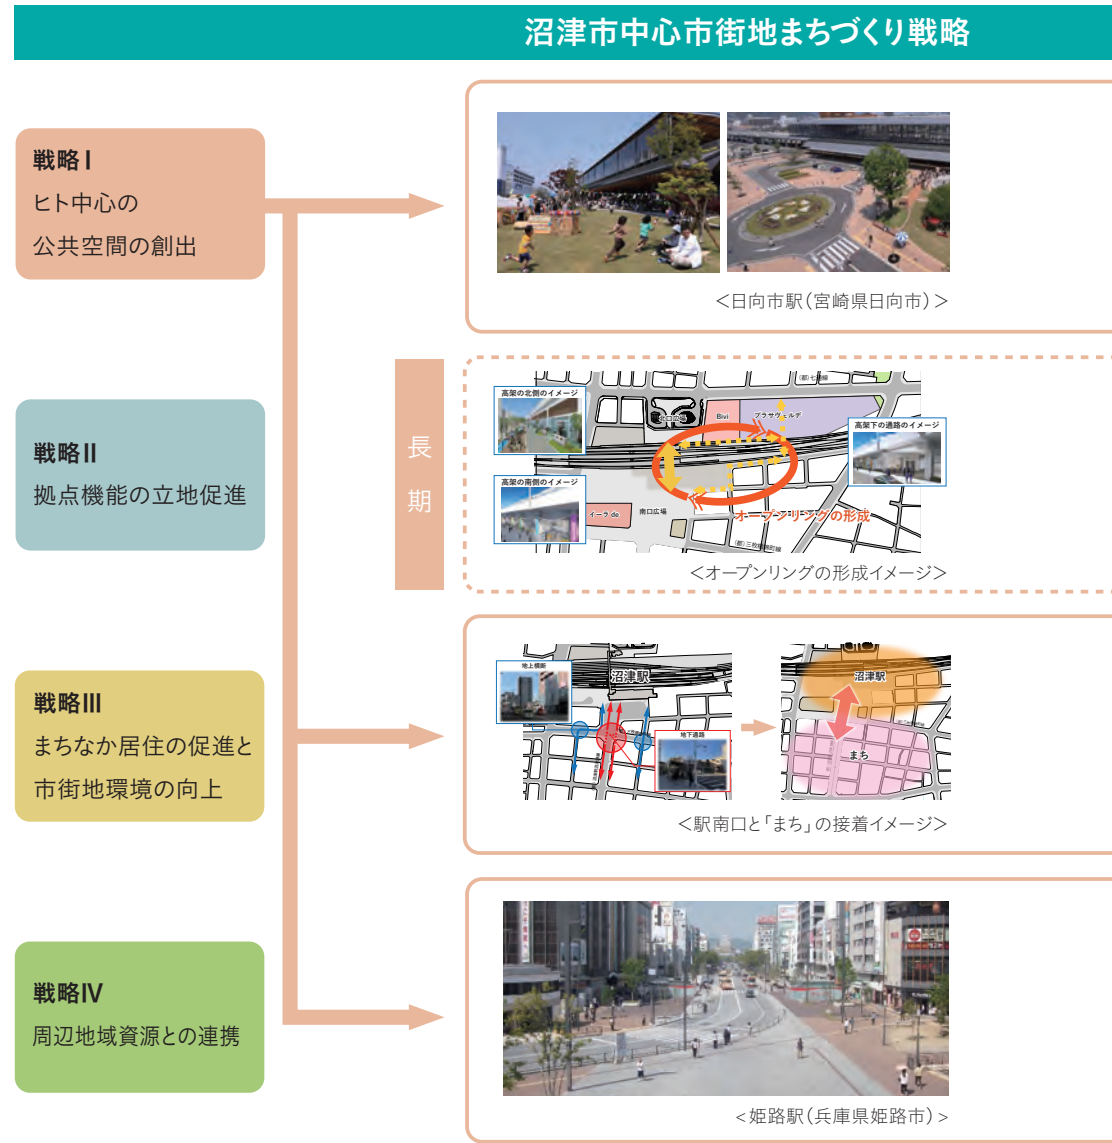 沼津市中心市街地まちづくり戦略
戦略Ⅰ
ヒト中心の
公共空間の創出
<日向市駅(宮崎県日向市)>
戦略Ⅱ
拠点機能の立地促進
長
期
高架の北側のイメージ
(都)七通線
北口広場
Bivi
プラサヴェルデ
高架下の通路のイメージ
高架の南側のイメージ
イーラde
南口広場
オープンリングの形成
<オープンリングの形成イメージ>
戦略Ⅲ
まちなか居住の促進と
市街地環境の向上
地上横断
沼津駅
地下通路
沼津駅
まち
<駅南口と「まち」の接着イメージ>
戦略Ⅳ
周辺地域資源との連携
<姫路駅(兵庫県姫路市)>